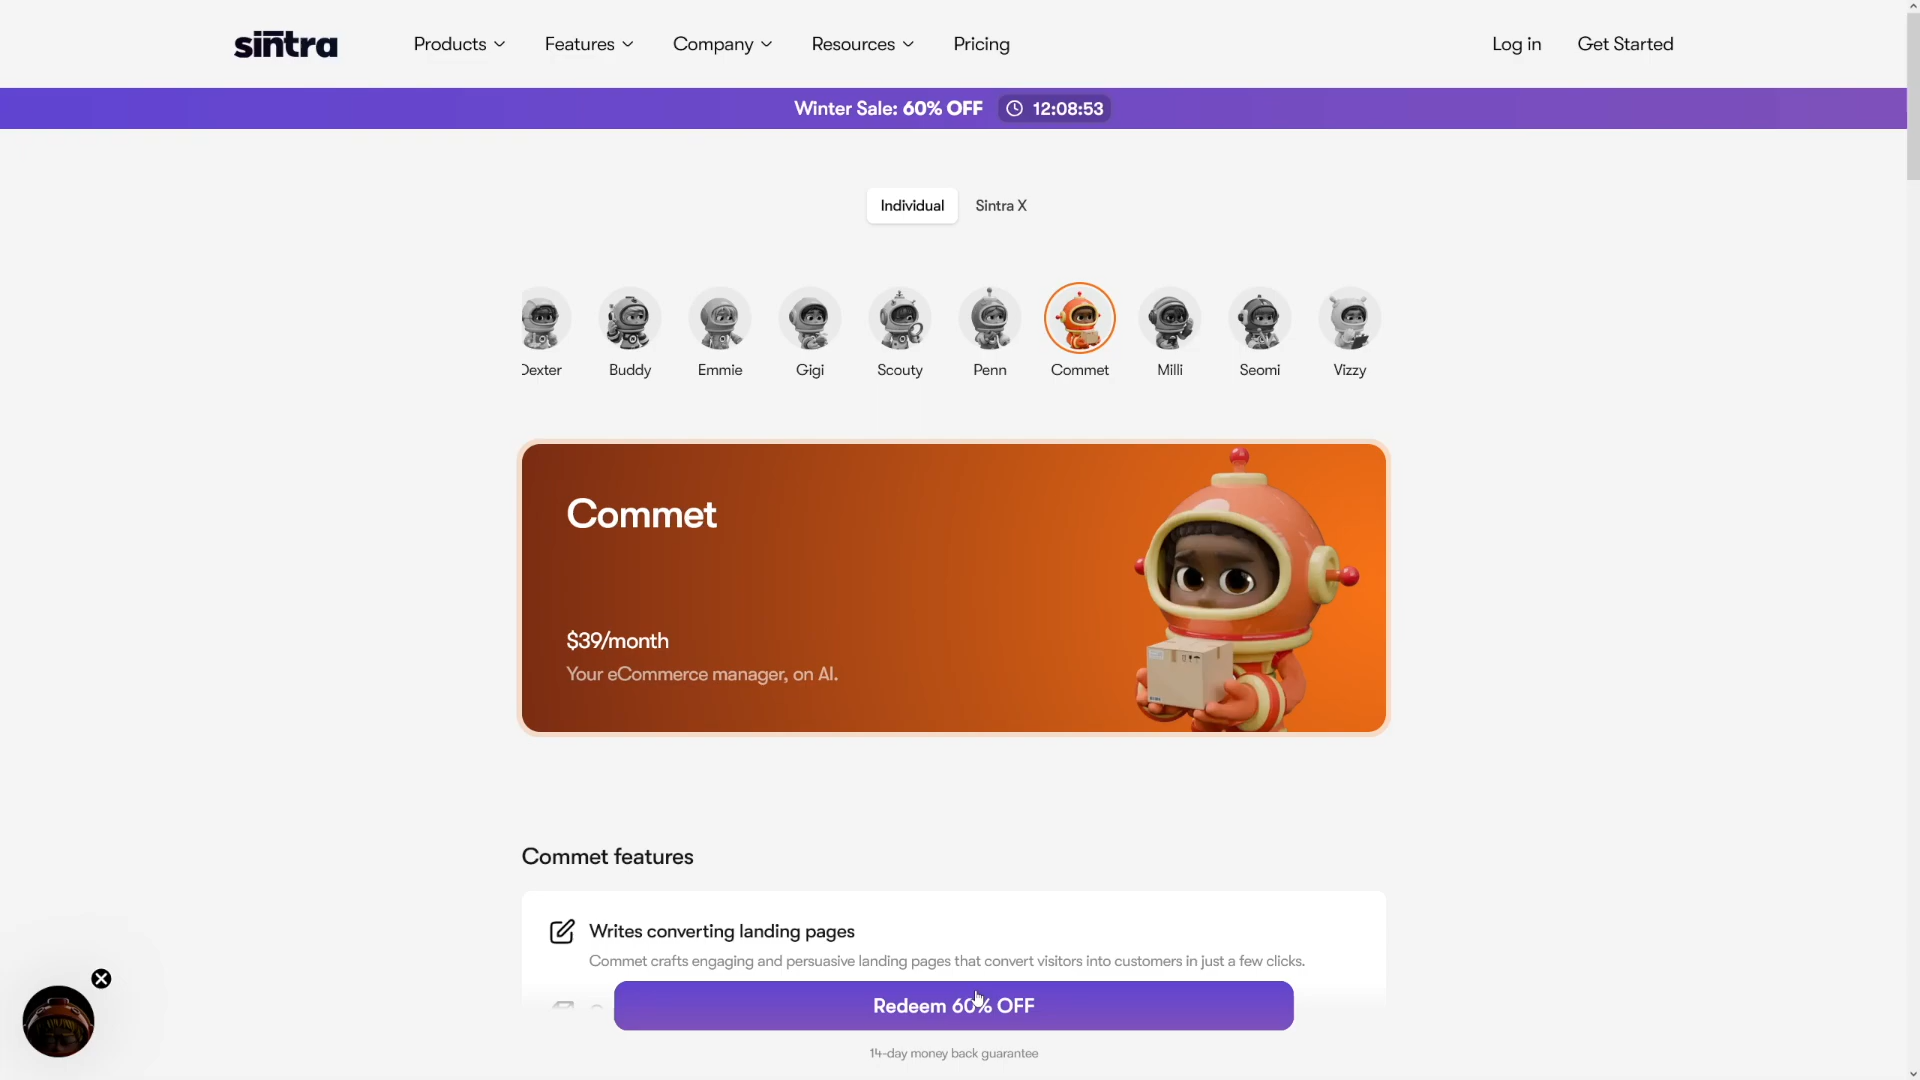 sintra
Products
Features
Company
Resources
Pricing
Log in
Get Started
Winter Sale: 60% OFF
12:08:53
Individual
Sintra X
Dexter
Buddy
Emmie
Gigi
Scouty
Penn
Commet
Milli
Seomi
Vizzy
Commet
$39/month
Your eCommerce manager, on AI.
Commet features
Writes converting landing pages
Commet crafts engaging and persuasive landing pages that convert visitors into customers in just a few clicks.
Redeem 60% OFF
14-day money back guarantee